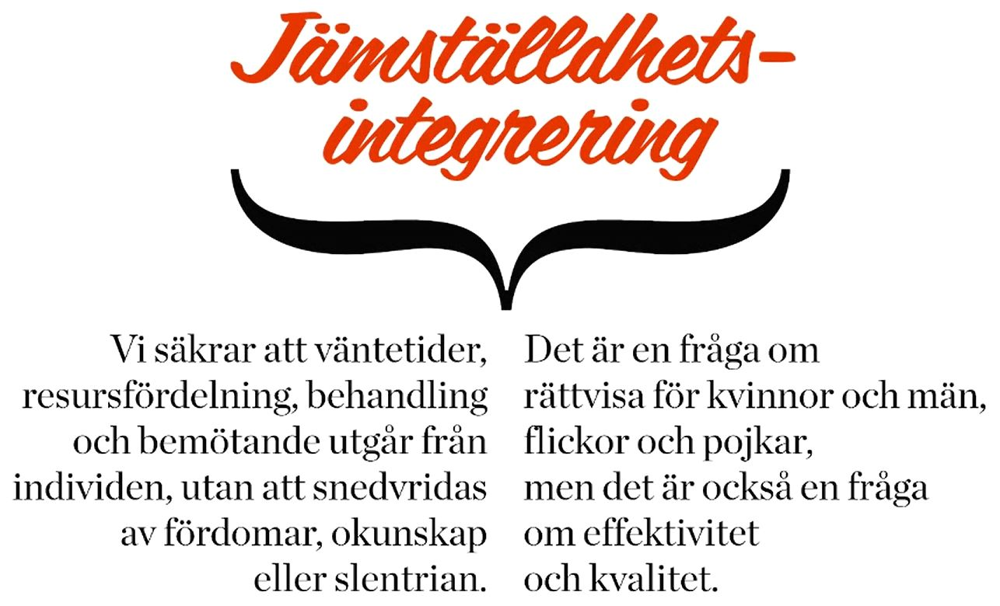 Jämställdhets-
integrering
Vi säkrar att väntetider,
resursfördelning, behandling
och bemötande utgår från
individen, utan att snedvridas
av fördomar, okunskap
eller slentrian.
Det är en fråga om
rättvisa för kvinnor och män,
flickor och pojkar,
men det är också en fråga
om effektivitet
och kvalitet.